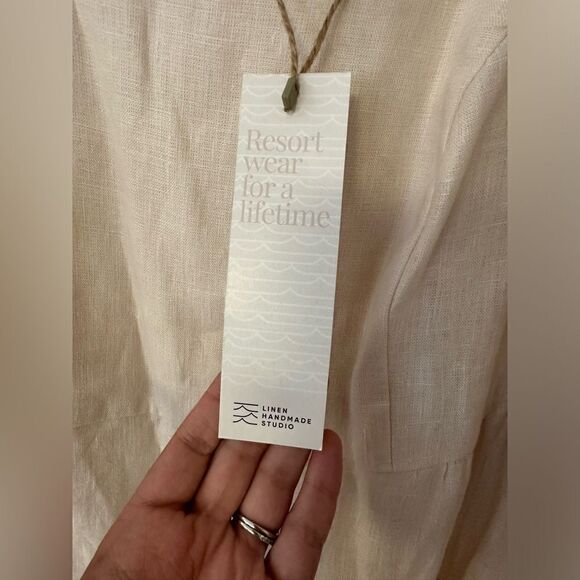 Resort
wear
for a
lifetime
LINEN
HANDMADE
STUDIO